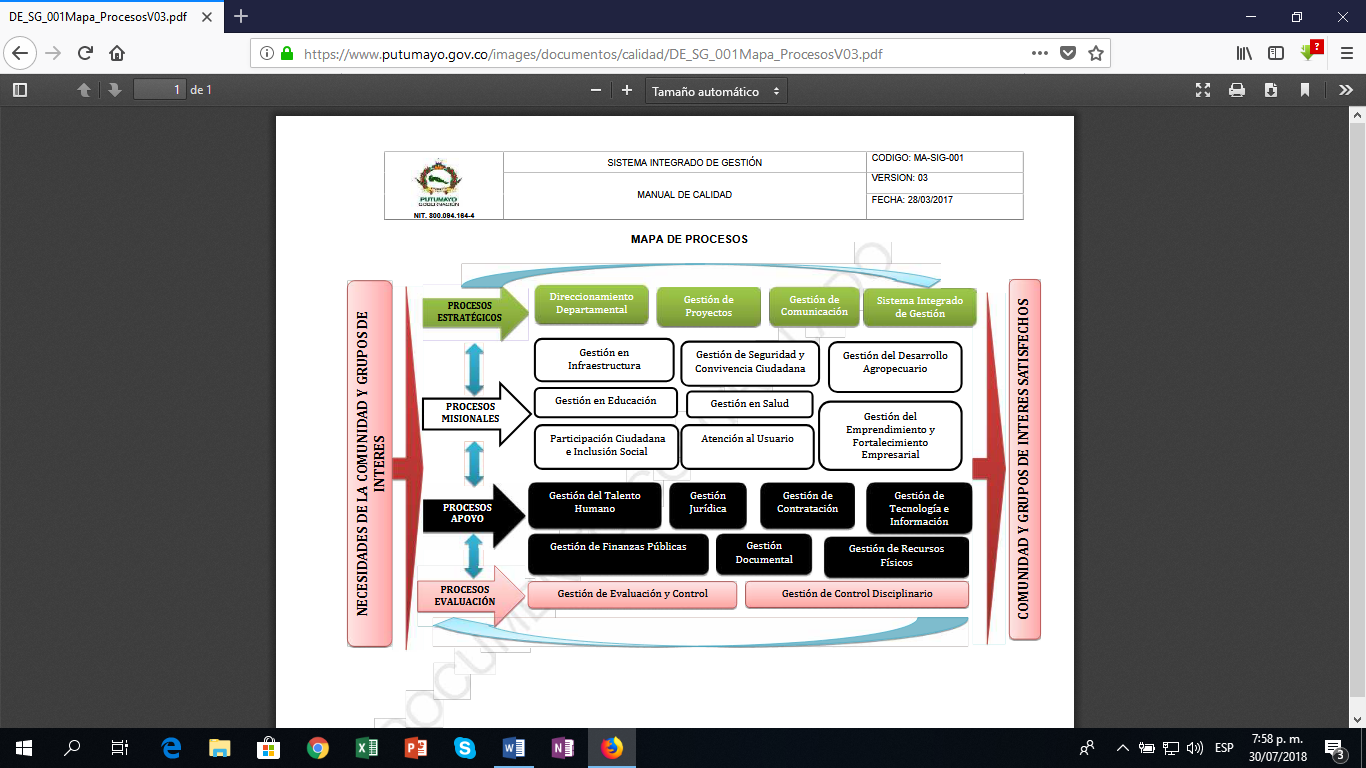 DE_SG_001Mapa_ProcesosV03.pdf
https://www.putumayo.gov.co/images/documentos/calidad/DE_SG_001Mapa_ProcesosV03.pdf
1 de 1
Tamaño automático
PUTUMAYO
GOBERNACIÓN
NIT. 800.094.164-4
SISTEMA INTEGRADO DE GESTIÓN
MANUAL DE CALIDAD
CODIGO: MA-SIG-001
VERSION: 03
FECHA: 28/03/2017
MAPA DE PROCESOS
NECESIDADES DE LA COMUNIDAD Y GRUPOS DE
INTERES
PROCESOS
ESTRATÉGICOS
Direccionamiento
Departamental
Gestión de
Proyectos
Gestión de
Comunicación
Sistema Integrado
de Gestión
PROCESOS
MISIONALES
Gestión en
Infraestructura
Gestión de Seguridad y
Convivencia Ciudadana
Gestión del Desarrollo
Agropecuario
Gestión en Educación
Gestión en Salud
Gestión del
Emprendimiento y
Fortalecimiento
Empresarial
Participación Ciudadana
e Inclusión Social
Atención al Usuario
PROCESOS
APOYO
Gestión del Talento
Humano
Gestión
Jurídica
Gestión de
Contratación
Gestión de
Tecnología e
Información
Gestión de Finanzas Públicas
Gestión
Documental
Gestión de Recursos
Físicos
PROCESOS
EVALUACIÓN
Gestión de Evaluación y Control
Gestión de Control Disciplinario
COMUNIDAD Y GRUPOS DE INTERES SATISFECHOS
ESP
7:58 p. m.
30/07/2018
3